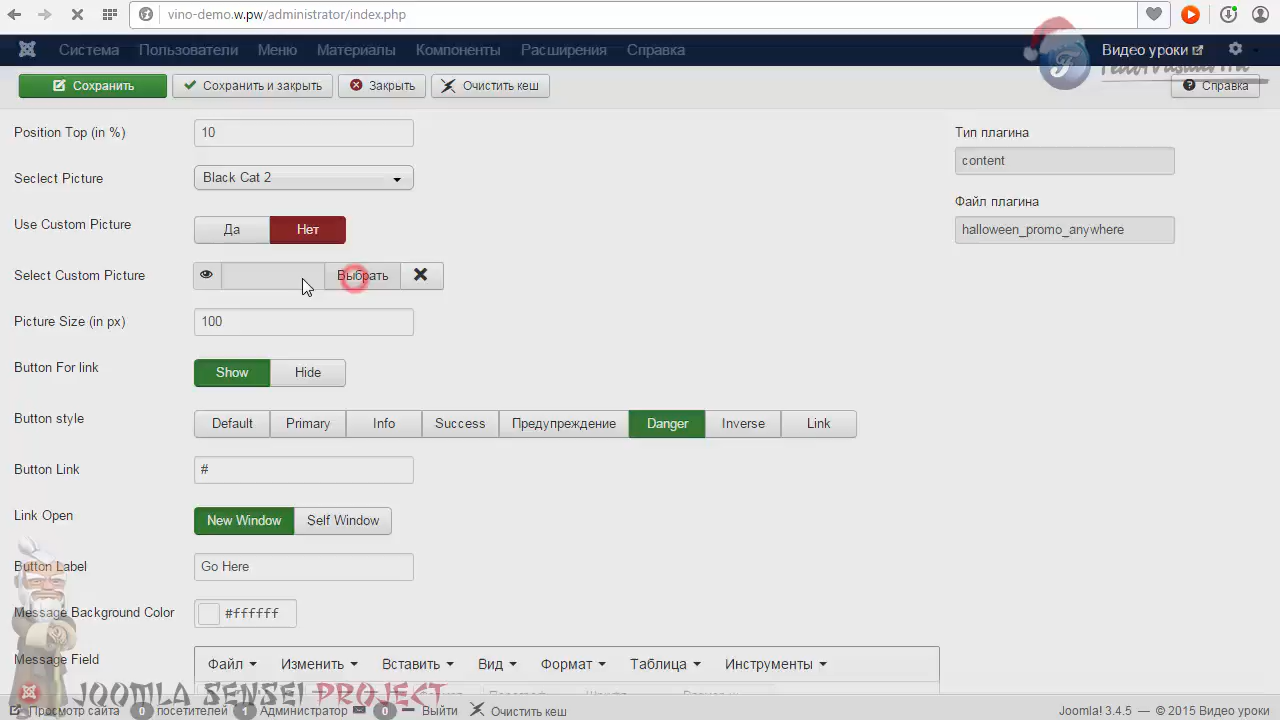 vino-demo.w.pw/administrator/index.php
Система Пользователи Меню Материалы Компоненты Расширения Справка Видео уроки
Сохранить Сохранить и закрыть Закрыть Очистить кеш Справка
Position Top (in %) 10 Тип плагина
content
Seclect Picture Black Cat 2
Файл плагина
Use Custom Picture Да Нет halloween_promo_anywhere
Select Custom Picture Выбрать
Picture Size (in px) 100
Button For link Show Hide
Button style Default Primary Info Success Предупреждение Danger Inverse Link
Button Link #
Link Open New Window Self Window
Button Label Go Here
Message Background Color #ffffff
Message Field Файл Изменить Вставить Вид Формат Таблица Инструменты
JOOMLA SENSEI PROJECT
Просмотр сайта 0 посетителей 1 Администратор 0 Выйти Очистить кеш Joomla! 3.4.5 — © 2015 Видео уроки